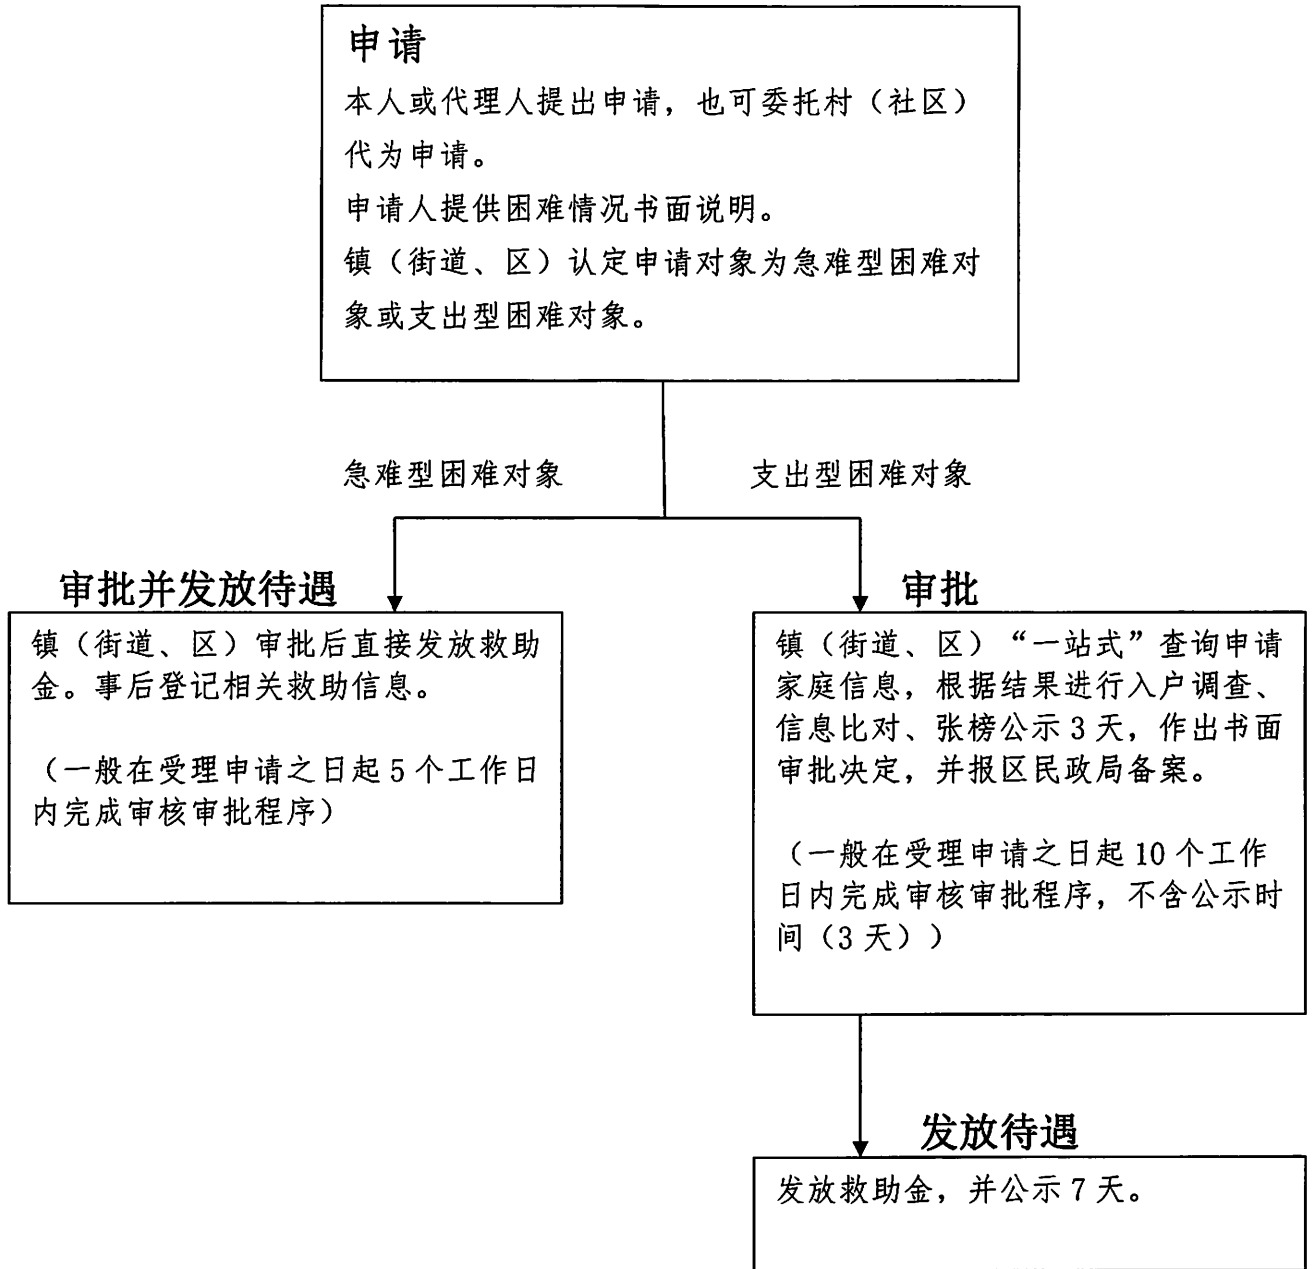 申请
本人或代理人提出申请，也可委托村（社区）
代为申请。
申请人提供困难情况书面说明。
镇（街道、区）认定申请对象为急难型困难对
象或支出型困难对象。
急难型困难对象
支出型困难对象
审批并发放待遇
镇（街道、区）审批后直接发放救助
金。事后登记相关救助信息。
（一般在受理申请之日起5个工作日
内完成审核审批程序）
审批
镇（街道、区）“一站式”查询申请
家庭信息，根据结果进行入户调查、
信息比对、张榜公示3天，作出书面
审批决定，并报区民政局备案。
（一般在受理申请之日起10个工作
日内完成审核审批程序，不含公示时
间（3天））
发放待遇
发放救助金，并公示7天。